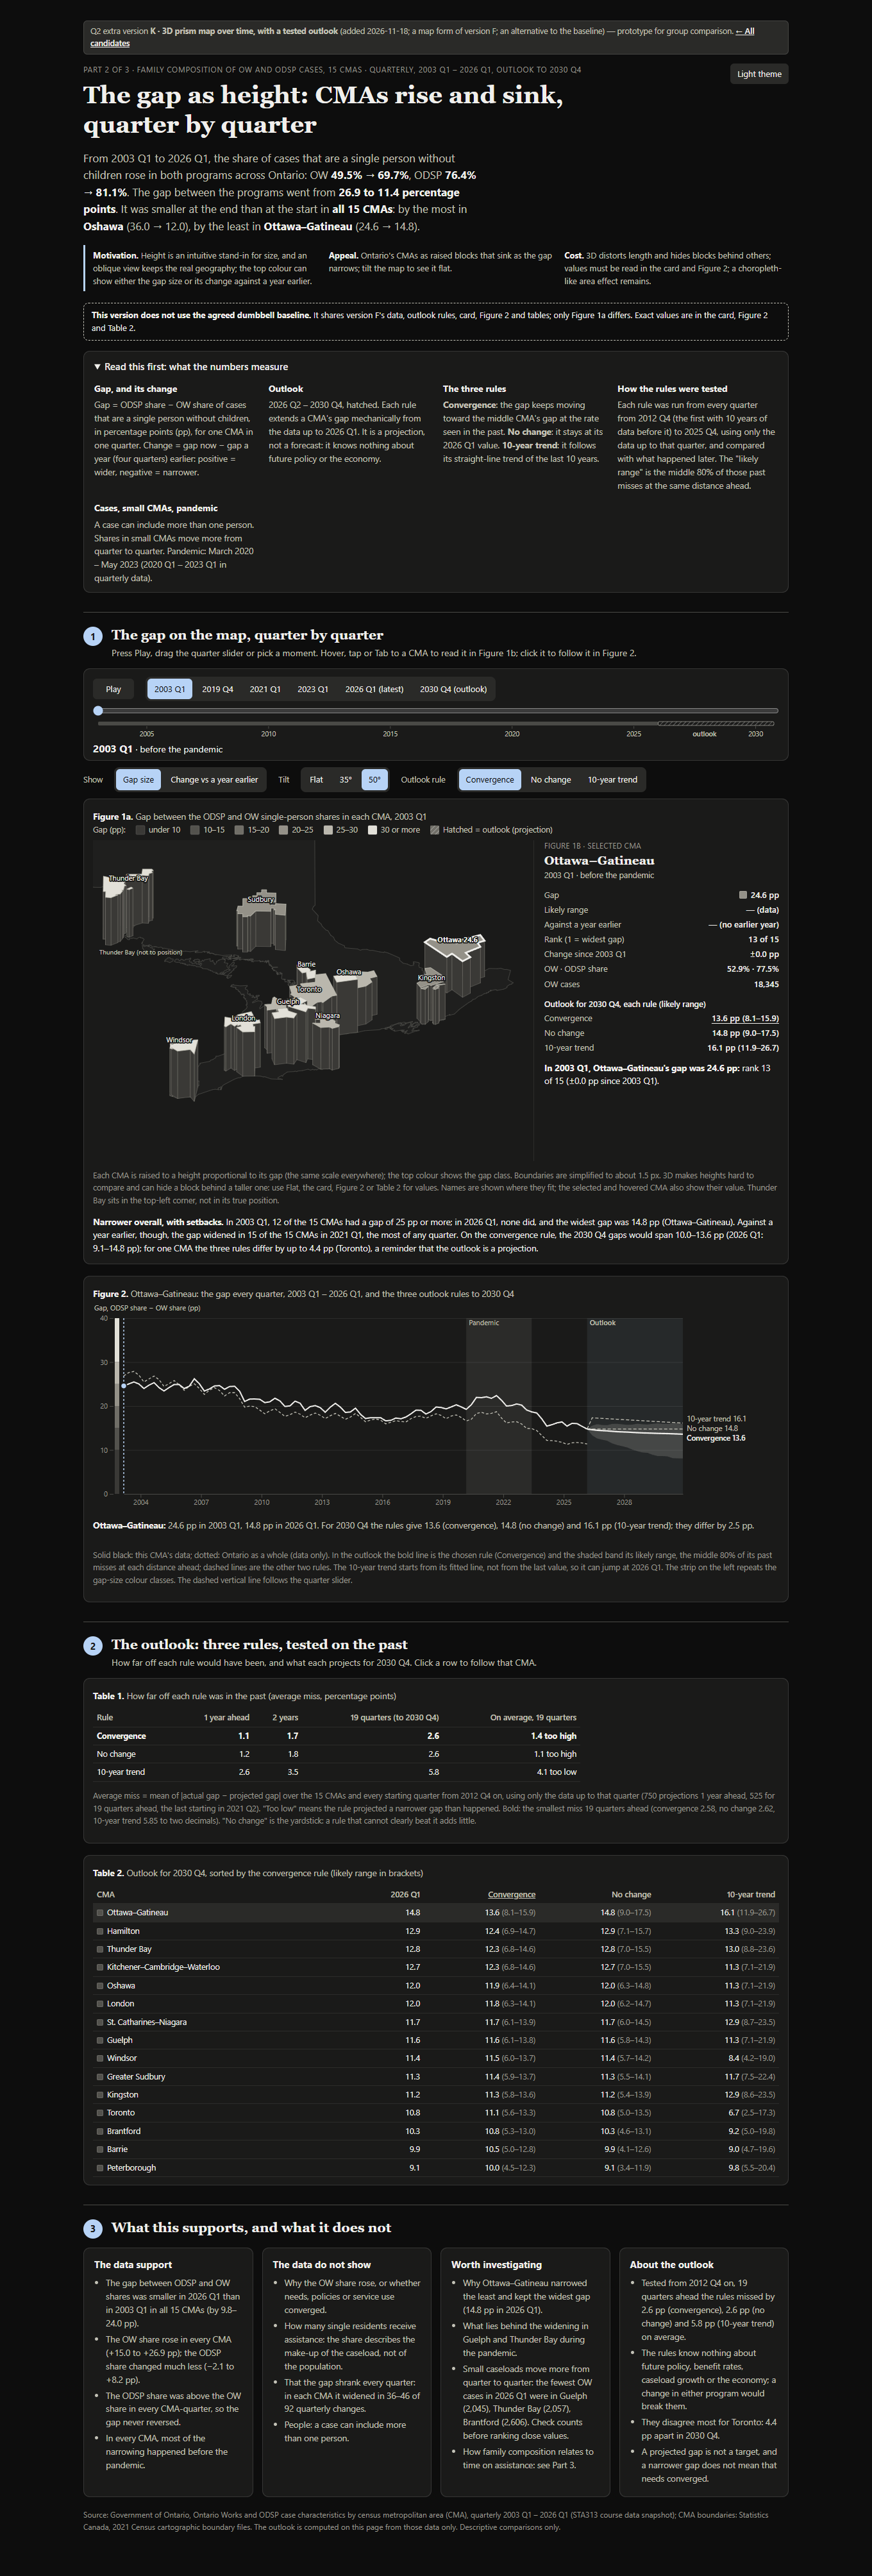 Q2 extra version K · 3D prism map over time, with a tested outlook (added 2026-11-18; a map form of version F; an alternative to the baseline) — prototype for group comparison. ← All
candidates
PART 2 OF 3 · FAMILY COMPOSITION OF OW AND ODSP CASES, 15 CMAS · QUARTERLY, 2003 Q1 – 2026 Q1, OUTLOOK TO 2030 Q4
Light theme
The gap as height: CMAs rise and sink,
quarter by quarter
From 2003 Q1 to 2026 Q1, the share of cases that are a single person without
children rose in both programs across Ontario: OW 49.5% → 69.7%, ODSP 76.4%
→ 81.1%. The gap between the programs went from 26.9 to 11.4 percentage
points. It was smaller at the end than at the start in all 15 CMAs: by the most in
Oshawa (36.0 → 12.0), by the least in Ottawa–Gatineau (24.6 → 14.8).
Motivation. Height is an intuitive stand-in for size, and an
oblique view keeps the real geography; the top colour can
show either the gap size or its change against a year earlier.
Appeal. Ontario's CMAs as raised blocks that sink as the gap
narrows; tilt the map to see it flat.
Cost. 3D distorts length and hides blocks behind others;
values must be read in the card and Figure 2; a choropleth-
like area effect remains.
This version does not use the agreed dumbbell baseline. It shares version F's data, outlook rules, card, Figure 2 and tables; only Figure 1a differs. Exact values are in the card, Figure 2
and Table 2.
▼ Read this first: what the numbers measure
Gap, and its change
Gap = ODSP share − OW share of cases
that are a single person without children,
in percentage points (pp), for one CMA in
one quarter. Change = gap now − gap a
year (four quarters) earlier: positive =
wider, negative = narrower.
Outlook
2026 Q2 – 2030 Q4, hatched. Each rule
extends a CMA's gap mechanically from
the data up to 2026 Q1. It is a projection,
not a forecast: it knows nothing about
future policy or the economy.
The three rules
Convergence: the gap keeps moving
toward the middle CMA's gap at the rate
seen in the past. No change: it stays at its
2026 Q1 value. 10-year trend: it follows
its straight-line trend of the last 10 years.
How the rules were tested
Each rule was run from every quarter
from 2012 Q4 (the first with 10 years of
data before it) to 2025 Q4, using only the
data up to that quarter, and compared
with what happened later. The "likely
range" is the middle 80% of those past
misses at the same distance ahead.
Cases, small CMAs, pandemic
A case can include more than one person.
Shares in small CMAs move more from
quarter to quarter. Pandemic: March 2020
– May 2023 (2020 Q1 – 2023 Q1 in
quarterly data).
1 The gap on the map, quarter by quarter
Press Play, drag the quarter slider or pick a moment. Hover, tap or Tab to a CMA to read it in Figure 1b; click it to follow it in Figure 2.
Play 2003 Q1 2019 Q4 2021 Q1 2023 Q1 2026 Q1 (latest) 2030 Q4 (outlook)
2005 2010 2015 2020 2025 outlook 2030
2003 Q1 · before the pandemic
Show Gap size Change vs a year earlier Tilt Flat 35° 50° Outlook rule Convergence No change 10-year trend
Figure 1a. Gap between the ODSP and OW single-person shares in each CMA, 2003 Q1
Gap (pp): under 10 10–15 15–20 20–25 25–30 30 or more Hatched = outlook (projection)
Thunder Bay
Sudbury
Ottawa 24.6
Thunder Bay (not to position)
Barrie
Oshawa
Kingston
Toronto
Guelph
London
Niagara
Windsor
FIGURE 1B · SELECTED CMA
Ottawa–Gatineau
2003 Q1 · before the pandemic
Gap 24.6 pp
Likely range — (data)
Against a year earlier — (no earlier year)
Rank (1 = widest gap) 13 of 15
Change since 2003 Q1 ±0.0 pp
OW · ODSP share 52.9% · 77.5%
OW cases 18,345
Outlook for 2030 Q4, each rule (likely range)
Convergence 13.6 pp (8.1–15.9)
No change 14.8 pp (9.0–17.5)
10-year trend 16.1 pp (11.9–26.7)
In 2003 Q1, Ottawa–Gatineau's gap was 24.6 pp: rank 13
of 15 (±0.0 pp since 2003 Q1).
Each CMA is raised to a height proportional to its gap (the same scale everywhere); the top colour shows the gap class. Boundaries are simplified to about 1.5 px. 3D makes heights hard to
compare and can hide a block behind a taller one: use Flat, the card, Figure 2 or Table 2 for values. Names are shown where they fit; the selected and hovered CMA also show their value. Thunder
Bay sits in the top-left corner, not in its true position.
Narrower overall, with setbacks. In 2003 Q1, 12 of the 15 CMAs had a gap of 25 pp or more; in 2026 Q1, none did, and the widest gap was 14.8 pp (Ottawa–Gatineau). Against a
year earlier, though, the gap widened in 15 of the 15 CMAs in 2021 Q1, the most of any quarter. On the convergence rule, the 2030 Q4 gaps would span 10.0–13.6 pp (2026 Q1:
9.1–14.8 pp); for one CMA the three rules differ by up to 4.4 pp (Toronto), a reminder that the outlook is a projection.
Figure 2. Ottawa–Gatineau: the gap every quarter, 2003 Q1 – 2026 Q1, and the three outlook rules to 2030 Q4
Gap, ODSP share − OW share (pp)
40
30
20
10
0
Pandemic
Outlook
10-year trend 16.1
No change 14.8
Convergence 13.6
2004 2007 2010 2013 2016 2019 2022 2025 2028
Ottawa–Gatineau: 24.6 pp in 2003 Q1, 14.8 pp in 2026 Q1. For 2030 Q4 the rules give 13.6 (convergence), 14.8 (no change) and 16.1 pp (10-year trend); they differ by 2.5 pp.
Solid black: this CMA's data; dotted: Ontario as a whole (data only). In the outlook the bold line is the chosen rule (Convergence) and the shaded band its likely range, the middle 80% of its past
misses at each distance ahead; dashed lines are the other two rules. The 10-year trend starts from its fitted line, not from the last value, so it can jump at 2026 Q1. The strip on the left repeats the
gap-size colour classes. The dashed vertical line follows the quarter slider.
2 The outlook: three rules, tested on the past
How far off each rule would have been, and what each projects for 2030 Q4. Click a row to follow that CMA.
Table 1. How far off each rule was in the past (average miss, percentage points)
Rule 1 year ahead 2 years 19 quarters (to 2030 Q4) On average, 19 quarters
Convergence 1.1 1.7 2.6 1.4 too high
No change 1.2 1.8 2.6 1.1 too high
10-year trend 2.6 3.5 5.8 4.1 too low
Average miss = mean of |actual gap − projected gap| over the 15 CMAs and every starting quarter from 2012 Q4 on, using only the data up to that quarter (750 projections 1 year ahead, 525 for
19 quarters ahead, the last starting in 2021 Q2). "Too low" means the rule projected a narrower gap than happened. Bold: the smallest miss 19 quarters ahead (convergence 2.58, no change 2.62,
10-year trend 5.85 to two decimals). "No change" is the yardstick: a rule that cannot clearly beat it adds little.
Table 2. Outlook for 2030 Q4, sorted by the convergence rule (likely range in brackets)
CMA 2026 Q1 Convergence No change 10-year trend
Ottawa–Gatineau 14.8 13.6 (8.1–15.9) 14.8 (9.0–17.5) 16.1 (11.9–26.7)
Hamilton 12.9 12.4 (6.9–14.7) 12.9 (7.1–15.7) 13.3 (9.0–23.9)
Thunder Bay 12.8 12.3 (6.8–14.6) 12.8 (7.0–15.5) 13.0 (8.8–23.6)
Kitchener–Cambridge–Waterloo 12.7 12.3 (6.8–14.6) 12.7 (7.0–15.5) 11.3 (7.1–21.9)
Oshawa 12.0 11.9 (6.4–14.1) 12.0 (6.3–14.8) 11.3 (7.1–21.9)
London 12.0 11.8 (6.3–14.1) 12.0 (6.2–14.7) 11.3 (7.1–21.9)
St. Catharines–Niagara 11.7 11.7 (6.1–13.9) 11.7 (6.0–14.5) 12.9 (8.7–23.5)
Guelph 11.6 11.6 (6.1–13.8) 11.6 (5.8–14.3) 11.3 (7.1–21.9)
Windsor 11.4 11.5 (6.0–13.7) 11.4 (5.7–14.2) 8.4 (4.2–19.0)
Greater Sudbury 11.3 11.4 (5.9–13.7) 11.3 (5.5–14.1) 11.7 (7.5–22.4)
Kingston 11.2 11.3 (5.8–13.6) 11.2 (5.4–13.9) 12.9 (8.6–23.5)
Toronto 10.8 11.1 (5.6–13.3) 10.8 (5.0–13.5) 6.7 (2.5–17.3)
Brantford 10.3 10.8 (5.3–13.0) 10.3 (4.6–13.1) 9.2 (5.0–19.8)
Barrie 9.9 10.5 (5.0–12.8) 9.9 (4.1–12.6) 9.0 (4.7–19.6)
Peterborough 9.1 10.0 (4.5–12.3) 9.1 (3.4–11.9) 9.8 (5.5–20.4)
3 What this supports, and what it does not
The data support
• The gap between ODSP and OW
shares was smaller in 2026 Q1 than
in 2003 Q1 in all 15 CMAs (by 9.8–
24.0 pp).
• The OW share rose in every CMA
(+15.0 to +26.9 pp); the ODSP
share changed much less (−2.1 to
+8.2 pp).
• The ODSP share was above the OW
share in every CMA-quarter, so the
gap never reversed.
• In every CMA, most of the
narrowing happened before the
pandemic.
The data do not show
• Why the OW share rose, or whether
needs, policies or service use
converged.
• How many single residents receive
assistance: the share describes the
make-up of the caseload, not of
the population.
• That the gap shrank every quarter:
in each CMA it widened in 36–46 of
92 quarterly changes.
• People: a case can include more
than one person.
Worth investigating
• Why Ottawa–Gatineau narrowed
the least and kept the widest gap
(14.8 pp in 2026 Q1).
• What lies behind the widening in
Guelph and Thunder Bay during
the pandemic.
• Small caseloads move more from
quarter to quarter: the fewest OW
cases in 2026 Q1 were in Guelph
(2,045), Thunder Bay (2,057),
Brantford (2,606). Check counts
before ranking close values.
• How family composition relates to
time on assistance: see Part 3.
About the outlook
• Tested from 2012 Q4 on, 19
quarters ahead the rules missed by
2.6 pp (convergence), 2.6 pp (no
change) and 5.8 pp (10-year trend)
on average.
• The rules know nothing about
future policy, benefit rates,
caseload growth or the economy; a
change in either program would
break them.
• They disagree most for Toronto: 4.4
pp apart in 2030 Q4.
• A projected gap is not a target, and
a narrower gap does not mean that
needs converged.
Source: Government of Ontario, Ontario Works and ODSP case characteristics by census metropolitan area (CMA), quarterly 2003 Q1 – 2026 Q1 (STA313 course data snapshot); CMA boundaries: Statistics
Canada, 2021 Census cartographic boundary files. The outlook is computed on this page from those data only. Descriptive comparisons only.